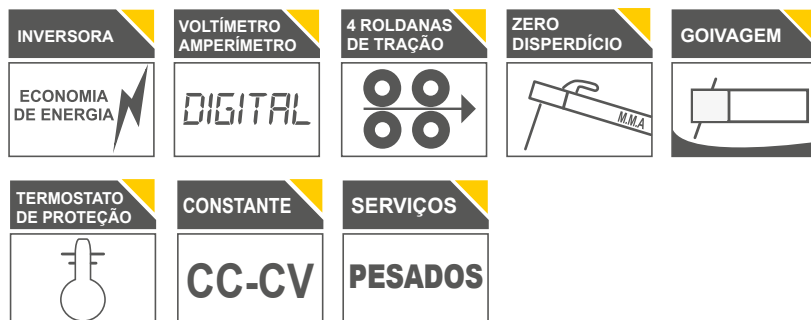 INVERSORA
ECONOMIA
DE ENERGIA
VOLTÍMETRO
AMPERÍMETRO
DIGITAL
4 ROLDANAS
DE TRAÇÃO
ZERO
DISPERDÍCIO
M.M.A
GOIVAGEM
TERMOSTATO
DE PROTEÇÃO
CONSTANTE
CC-CV
SERVIÇOS
PESADOS